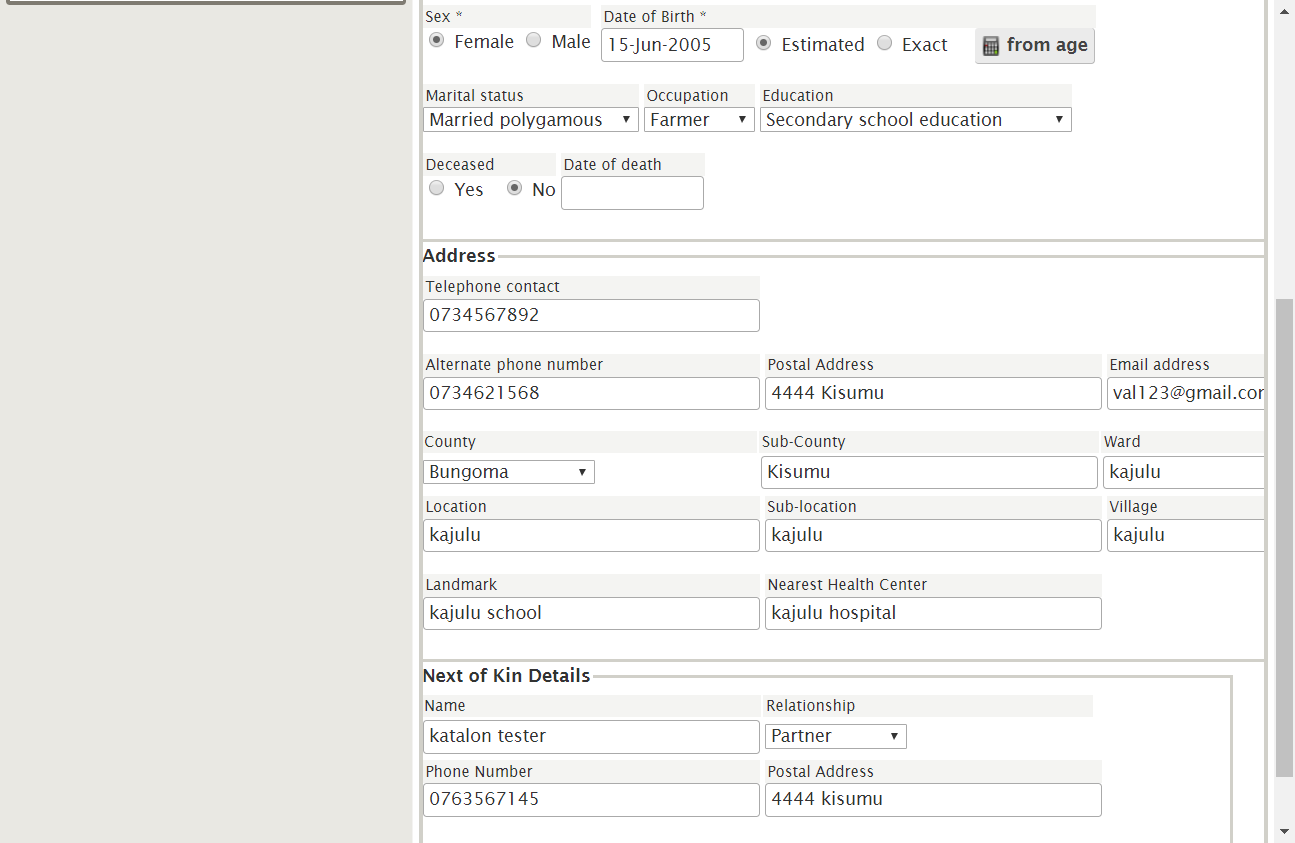 Sex * Date of Birth *
Female Male 15-Jun-2005 Estimated Exact from age
Marital status Occupation Education
Married polygamous Farmer Secondary school education
Deceased Date of death
Yes No
Address
Telephone contact
0734567892
Alternate phone number Postal Address Email address
0734621568 4444 Kisumu val123@gmail.cor
County Sub-County Ward
Bungoma Kisumu kajulu
Location Sub-location Village
kajulu kajulu kajulu
Landmark Nearest Health Center
kajulu school kajulu hospital
Next of Kin Details
Name Relationship
katalon tester Partner
Phone Number Postal Address
0763567145 4444 kisumu